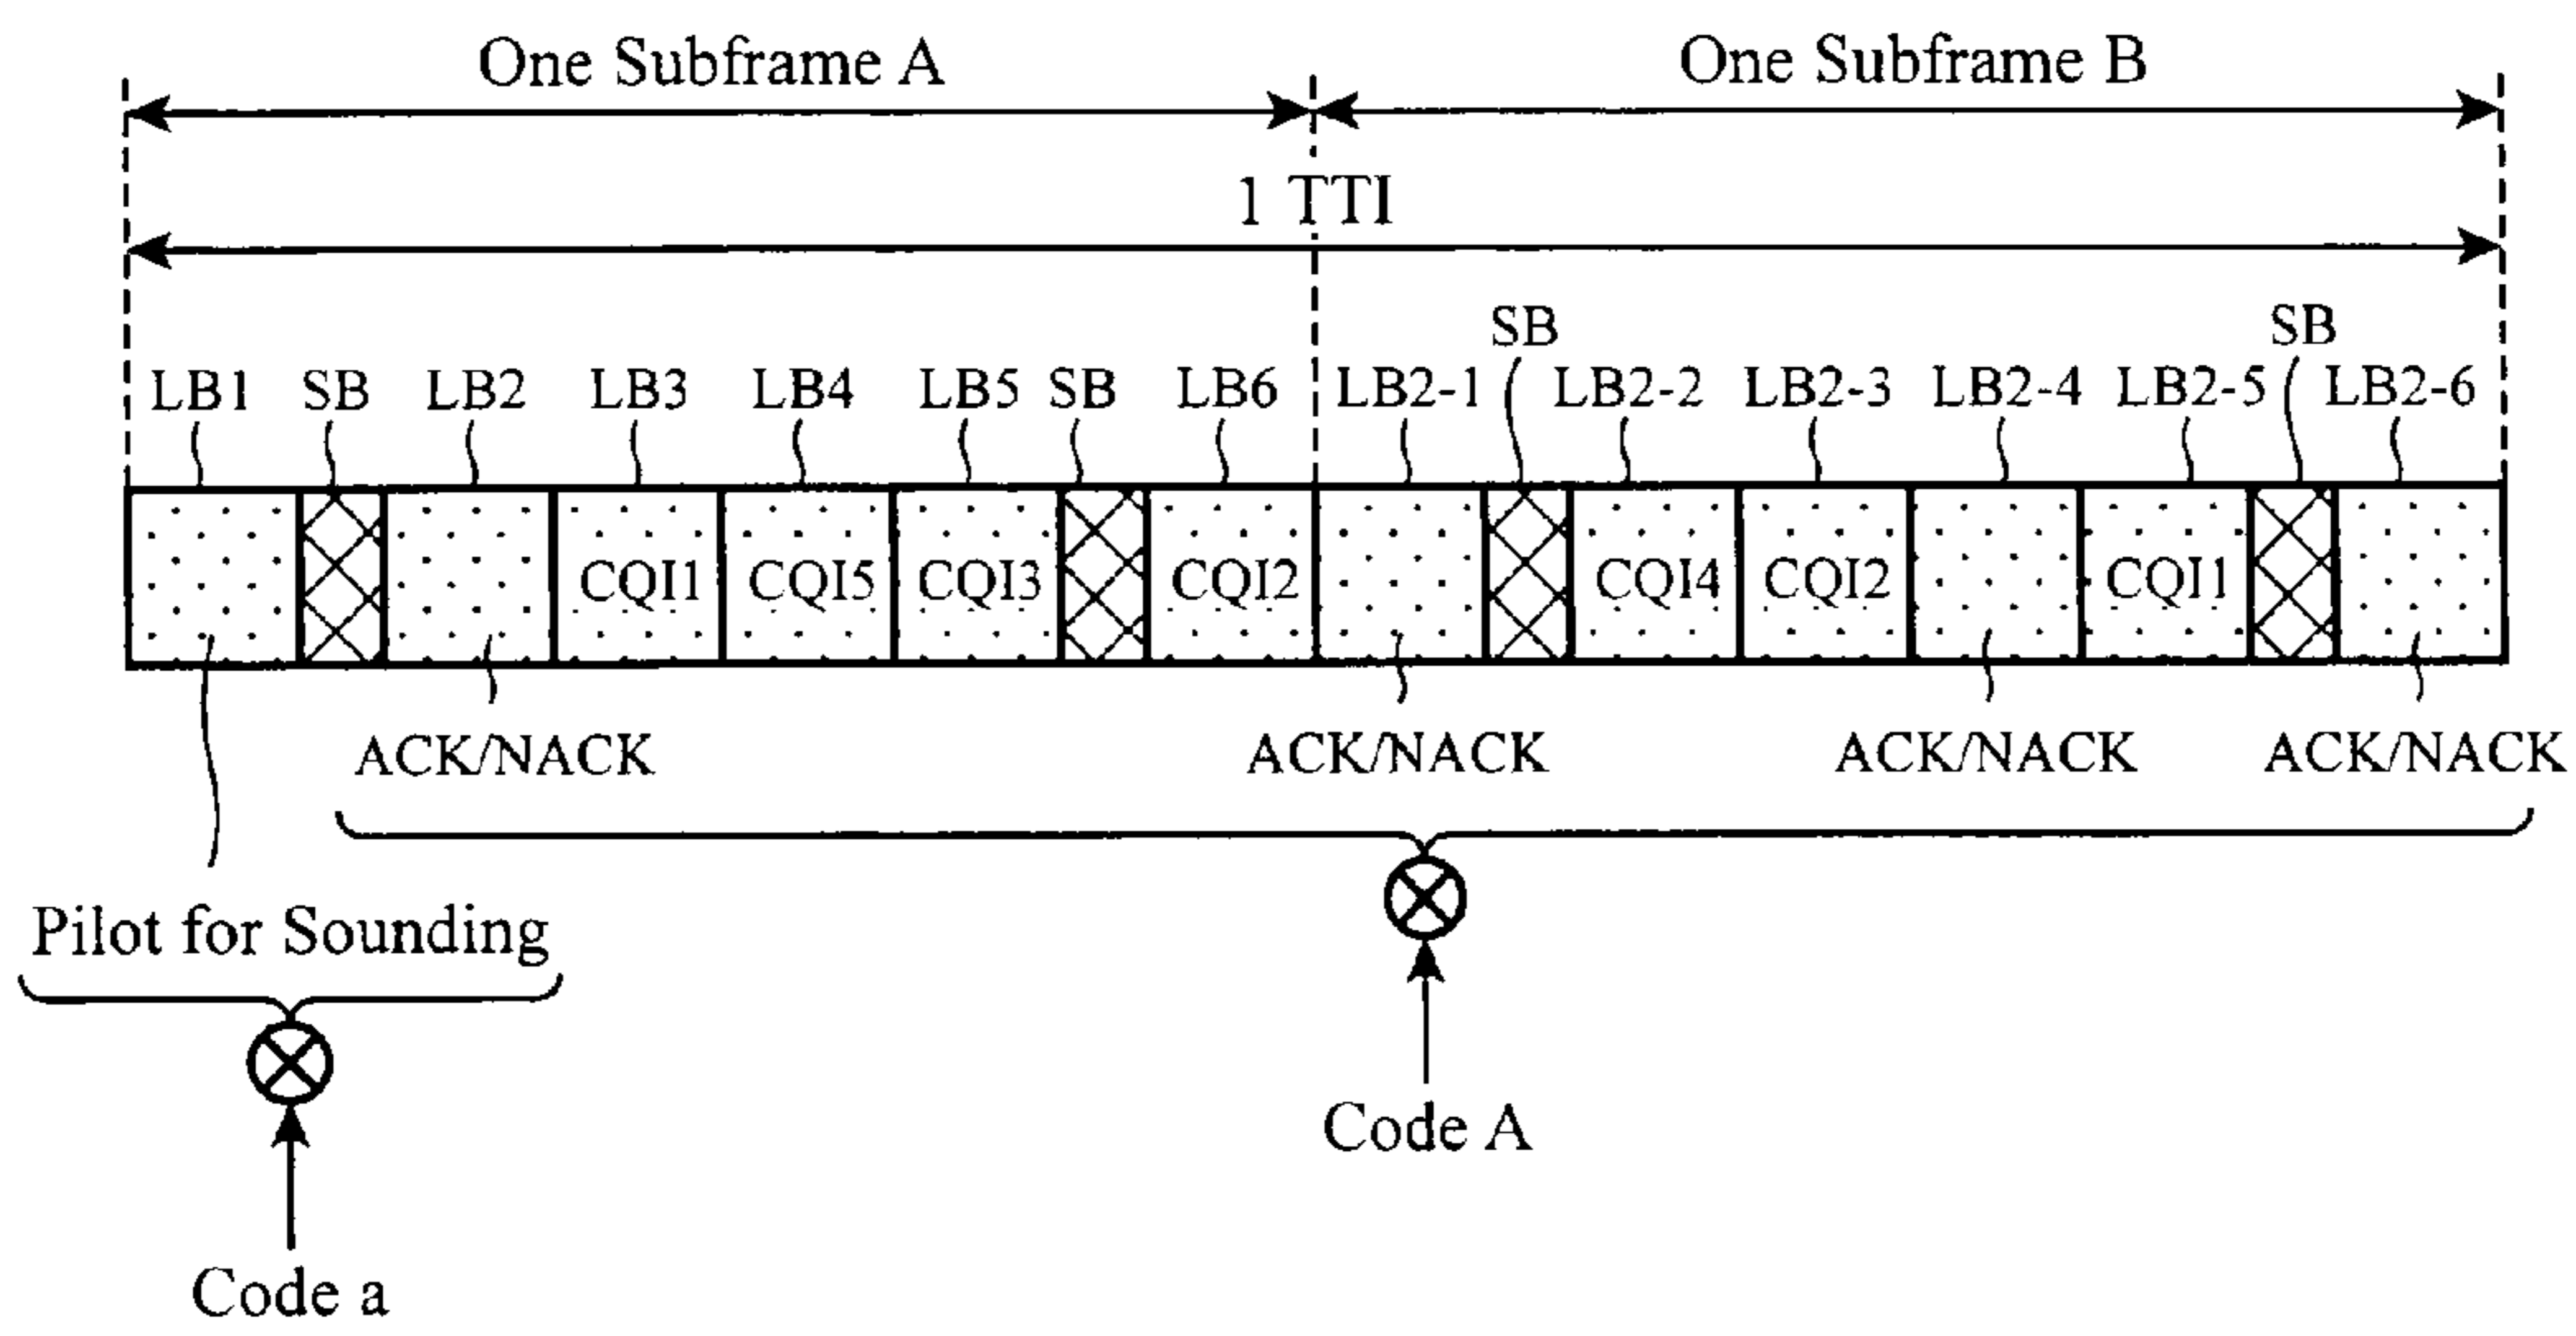 One Subframe A One Subframe B
1 TTI
SB SB
LB1 SB LB2 LB3 LB4 LB5 SB LB6 LB2-1 LB2-2 LB2-3 LB2-4 LB2-5 LB2-6
CQI1 CQI5 CQI3 CQI2 CQI4 CQI2 CQI1
ACK/NACK ACK/NACK ACK/NACK ACK/NACK
Pilot for Sounding
Code A
Code a